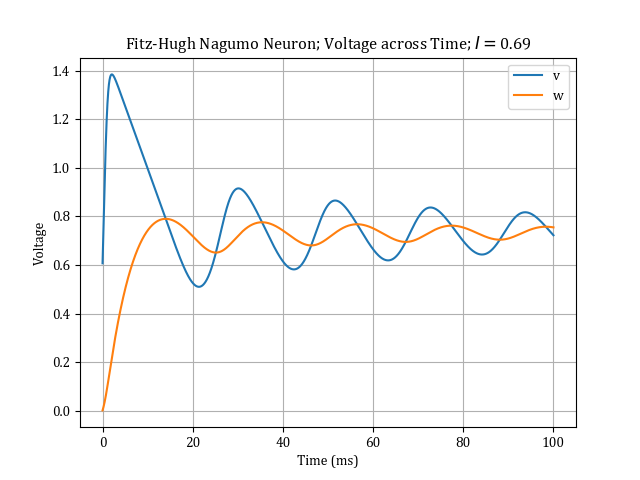 Fitz-Hugh Nagumo Neuron; Voltage across Time; I = 0.69
v
w
1.4
1.2
1.0
0.8
0.6
0.4
0.2
0.0
Voltage
0 20 40 60 80 100
Time (ms)